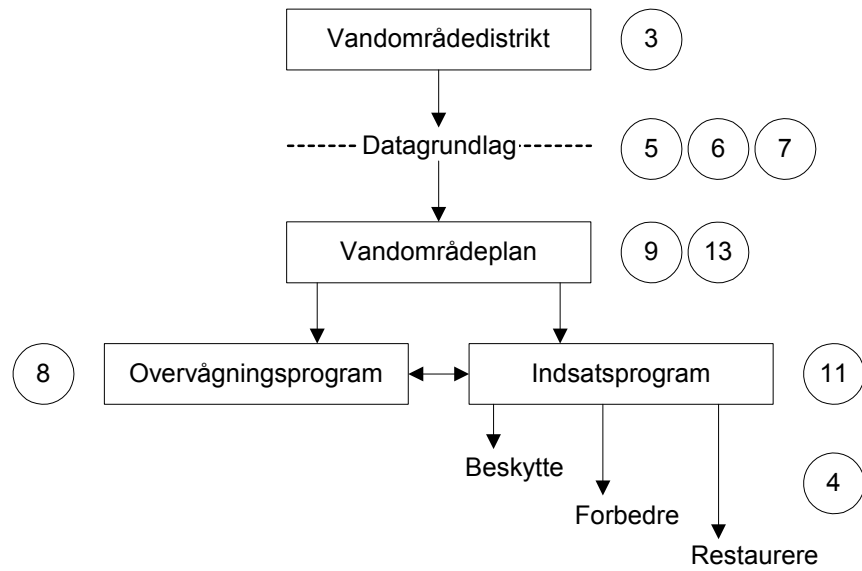 Vandområdedistrikt 3
Datagrundlag 5 6 7
Vandområdeplan 9 13
8 Overvågningsprogram Indsatsprogram 11
Beskytte
4
Forbedre
Restaurere